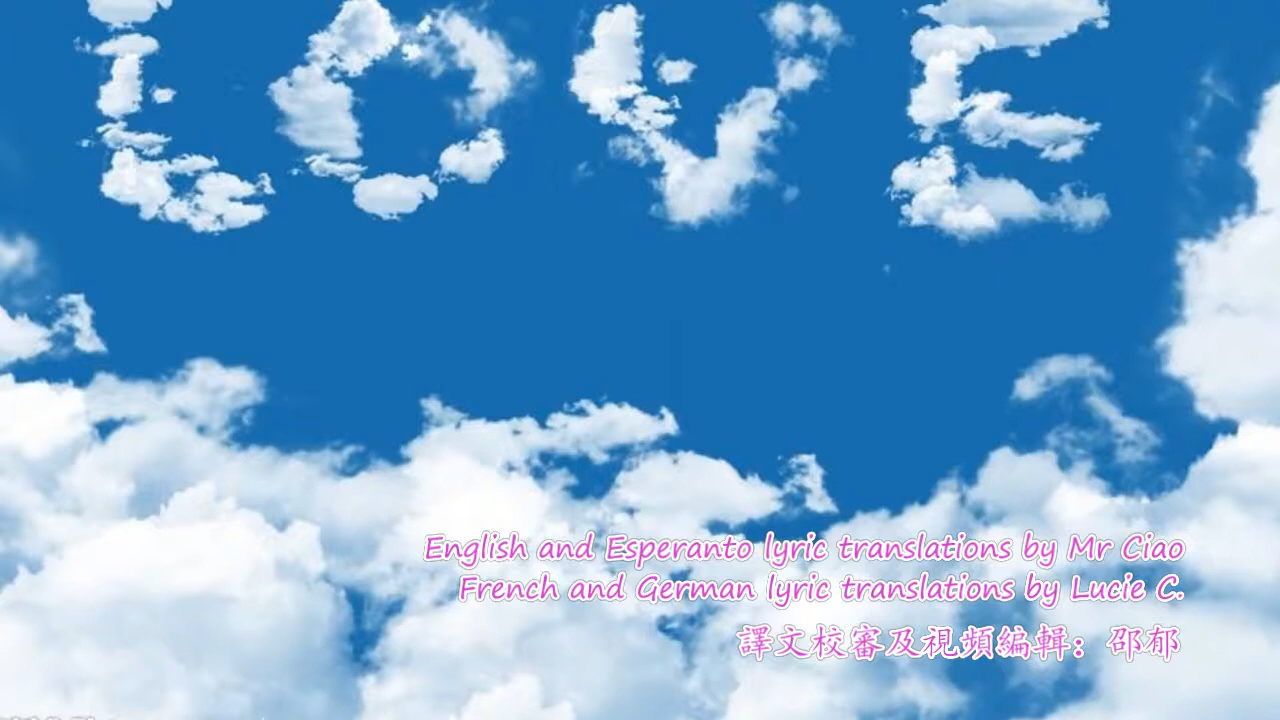 LOVE
English and Esperanto lyric translations by Mr Ciao
French and German lyric translations by Lucie C.
譯文校審及視頻編輯：邵郁